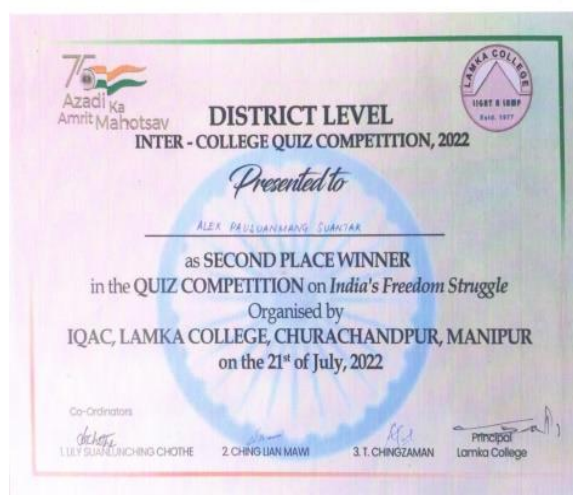 75
Azadi Ka
Amrit Mahotsav
LAMKA COLLEGE
LIGHT & LAMP
Estd. 1977
DISTRICT LEVEL
INTER - COLLEGE QUIZ COMPETITION, 2022
Presented to
ALEX PAUSUANMANG SUANTAK
as SECOND PLACE WINNER
in the QUIZ COMPETITION on India's Freedom Struggle
Organised by
IQAC, LAMKA COLLEGE, CHURACHANDPUR, MANIPUR
on the 21st of July, 2022
Co-Ordinators
1. LILY SUANLUNCHING CHOTHE
2. CHING LIAN MAWI
3. T. CHINGZAMAN
Principal
Lamka College